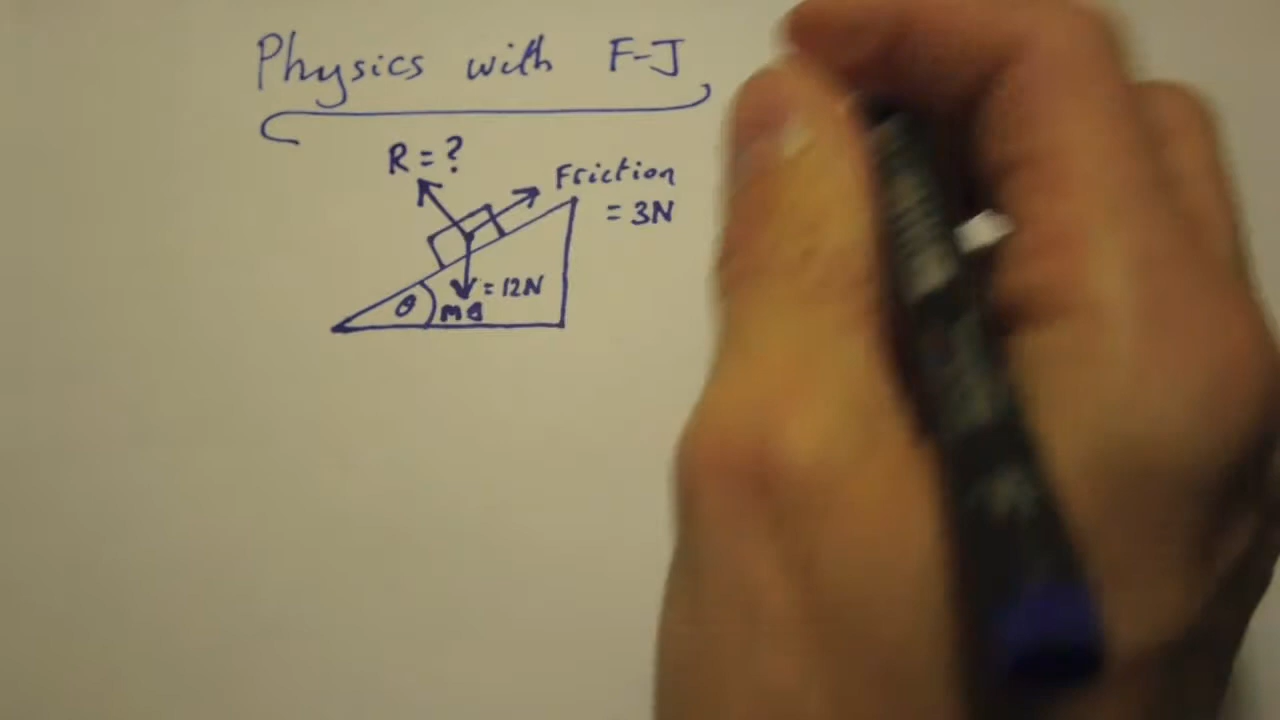 Physics with F-J
R = ?
Friction
= 3N
= 12N
θ
mg